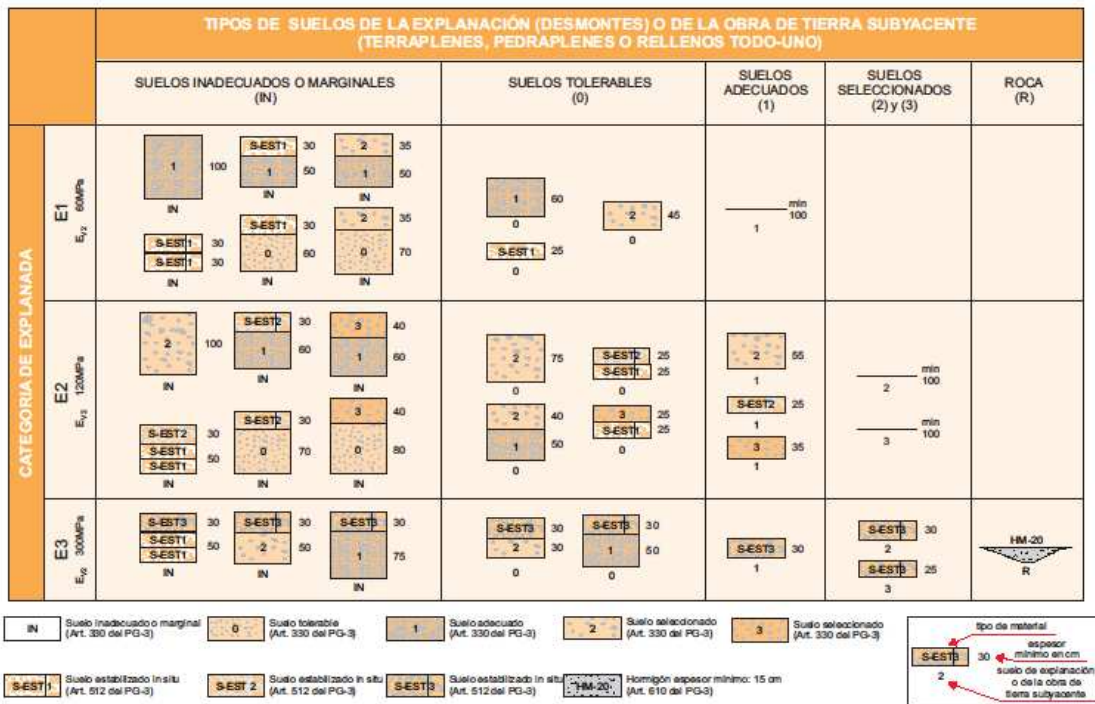 TIPOS DE SUELOS DE LA EXPLANACIÓN (DESMONTES) O DE LA OBRA DE TIERRA SUBYACENTE
(TERRAPLENES, PEDRAPLENES O RELLENOS TODO-UNO)
SUELOS INADECUADOS O MARGINALES
(IN)
SUELOS TOLERABLES
(0)
SUELOS
ADECUADOS
(1)
SUELOS
SELECCIONADOS
(2) y (3)
ROCA
(R)
CATEGORIA DE EXPLANADA
E1
EV2 60MPa
1 100
IN
S-EST1 30
1 50
IN
2 35
1 50
IN
S-EST1 30
S-EST1 30
IN
S-EST1 30
0 60
IN
2 35
0 70
IN
1 60
0
S-EST1 25
0
2 45
0
min
100
1
E2
120MPa
2 100
IN
S-EST2 30
1 60
IN
3 40
1 60
IN
S-EST2 30
S-EST1 50
S-EST1
IN
S-EST2 30
0 70
IN
3 40
0 80
IN
2 75
0
S-EST2 25
S-EST1 25
0
2 40
1 50
0
3 25
S-EST1 25
0
2 55
1
S-EST2 25
1
3 35
1
min
100
2
min
100
3
E3
EV2 300MPa
S-EST3 30
S-EST1 50
S-EST1
IN
S-EST3 30
2 50
IN
S-EST3 30
1 75
IN
S-EST3 30
2 30
0
S-EST3 30
1 50
0
S-EST3 30
1
S-EST3 30
2
S-EST3 25
3
HM-20
R
IN Suelo inadecuado o marginal
(Art. 330 del PG-3)
0 Suelo tolerable
(Art. 330 del PG-3)
1 Suelo adecuado
(Art. 330 del PG-3)
2 Suelo seleccionado
(Art. 330 del PG-3)
3 Suelo seleccionado
(Art. 330 del PG-3)
S-EST1 Suelo estabilizado in situ
(Art. 512 del PG-3)
S-EST 2 Suelo estabilizado in situ
(Art. 512 del PG-3)
S-EST3 Suelo estabilizado in situ
(Art. 512 del PG-3)
HM-20 Hormigón espesor mínimo: 15 cm
(Art. 610 del PG-3)
tipo de material
S-EST3 30
espesor
mínimo en cm
2
suelo de explanación
o de la obra de
tierra subyacente